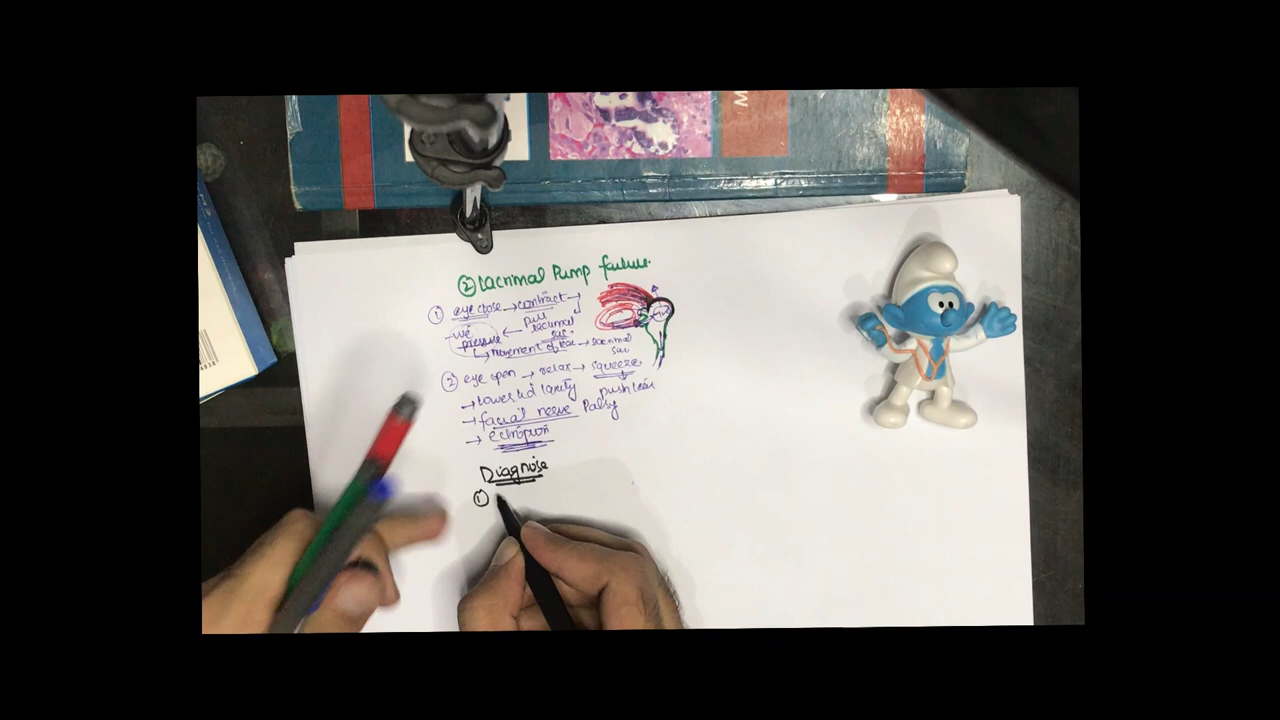 ② Lacrimal Pump failure.
① eye close → contract →
pull
lacrimal
sac.
-ve
pressure ←
↳ movement of tear → lacrimal
sac
② eye open → relax → squeeze
push tear
→ Lower lid laxity
→ facial nerve Palsy
→ ectropion
Diagnose
①
M